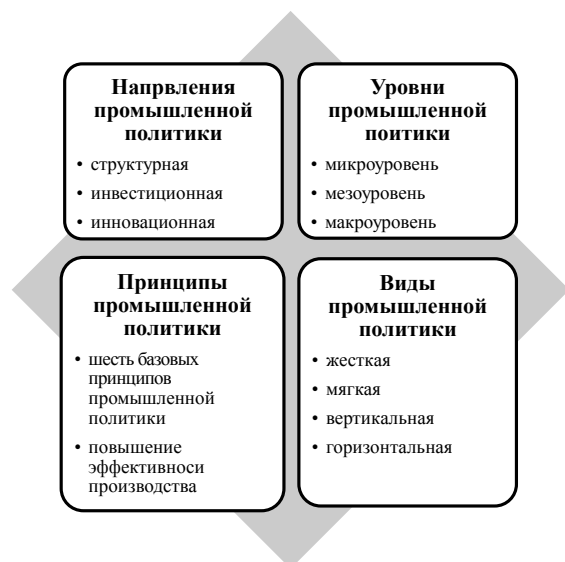 Напрвления
промышленной
политики
• структурная
• инвестиционная
• инновационная
Уровни
промышленной
поитики
• микроуровень
• мезоуровень
• макроуровень
Принципы
промышленной
политики
• шесть базовых
принципов
промышленной
политики
• повышение
эффективноси
производства
Виды
промышленной
политики
• жесткая
• мягкая
• вертикальная
• горизонтальная